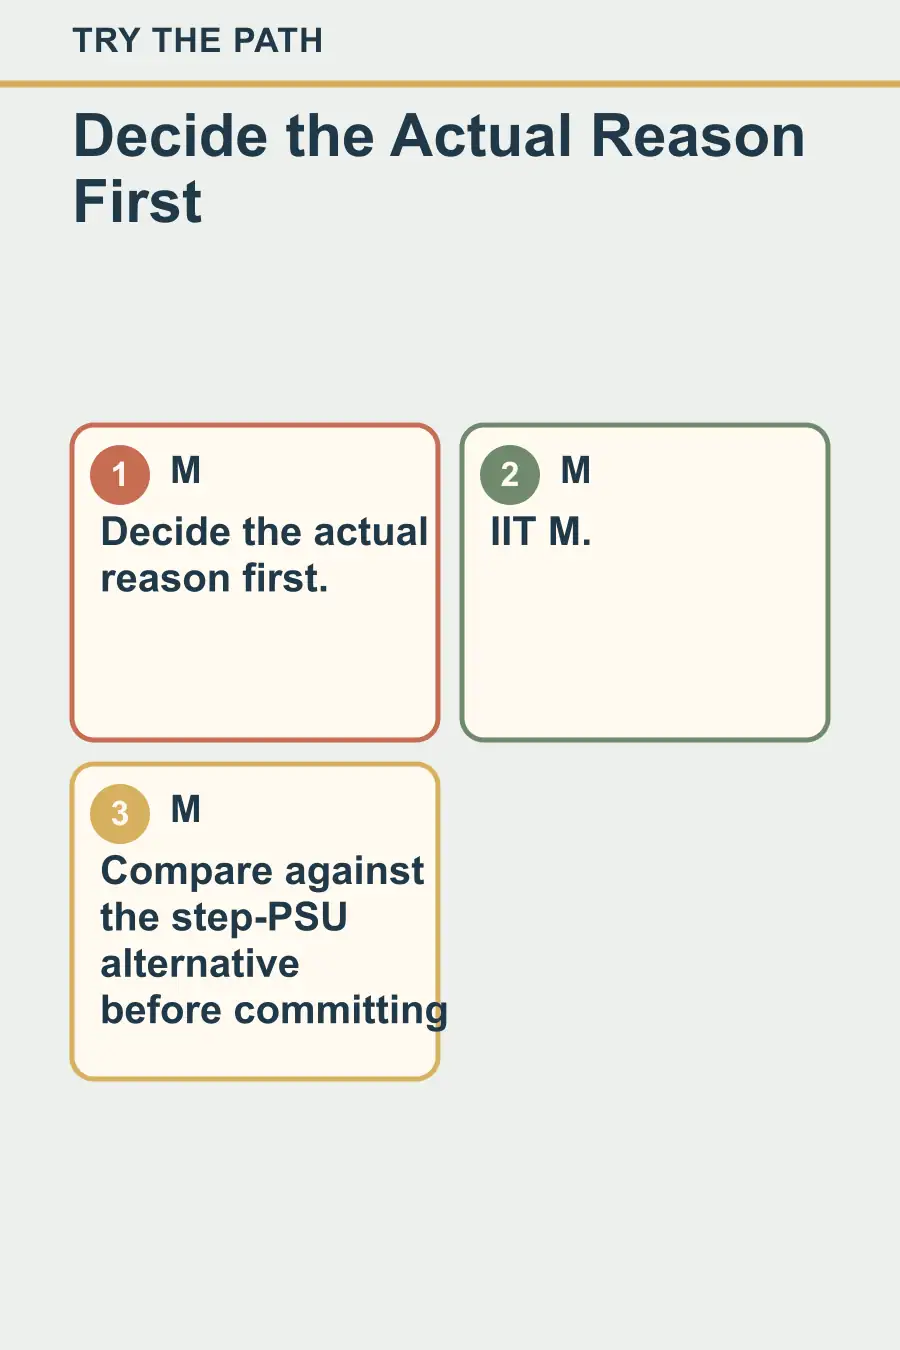 TRY THE PATH
Decide the Actual Reason
First
1 M
Decide the actual
reason first.
2 M
IIT M.
3 M
Compare against
the step-PSU
alternative
before committing